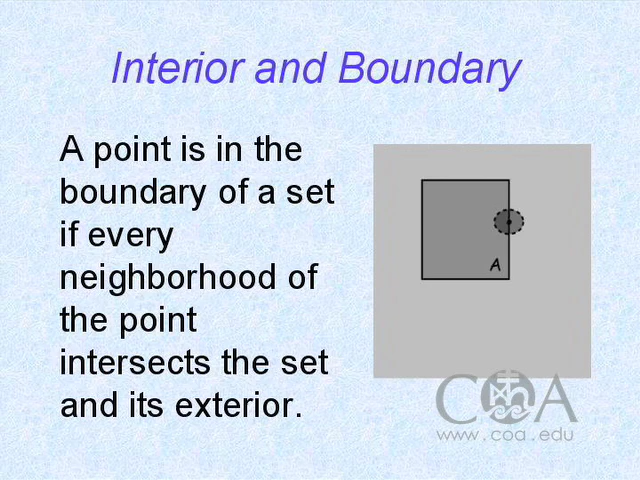 Interior and Boundary
A point is in the
boundary of a set
if every
neighborhood of
the point
intersects the set
and its exterior.
A
COA
www.coa.edu